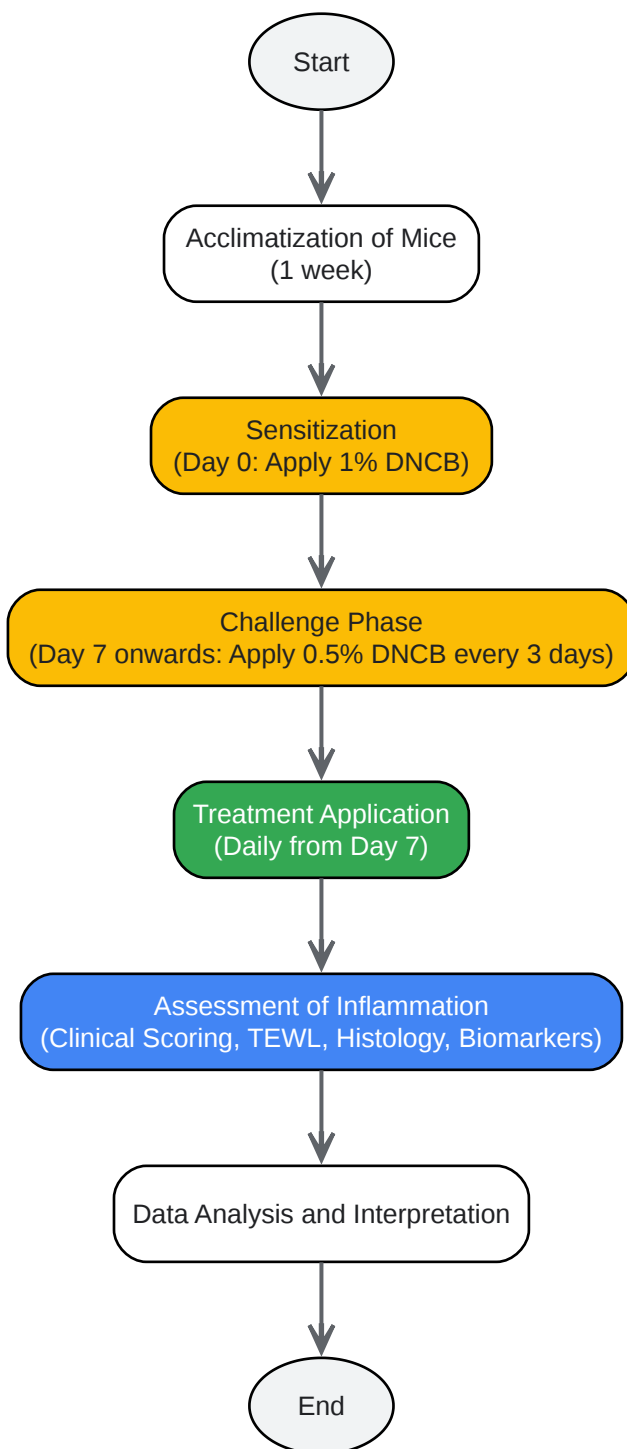 Start
Acclimatization of Mice
(1 week)
Sensitization
(Day 0: Apply 1% DNCB)
Challenge Phase
(Day 7 onwards: Apply 0.5% DNCB every 3 days)
Treatment Application
(Daily from Day 7)
Assessment of Inflammation
(Clinical Scoring, TEWL, Histology, Biomarkers)
Data Analysis and Interpretation
End